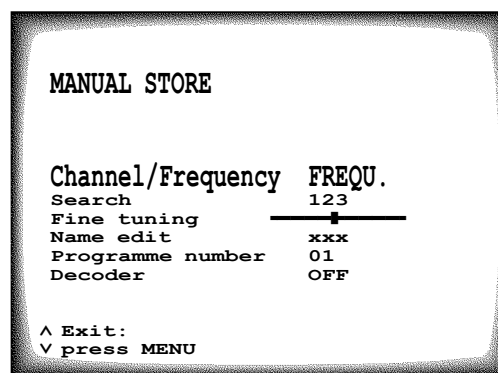 MANUAL STORE
Channel/Frequency FREQU.
Search 123
Fine tuning
Name edit xxx
Programme number 01
Decoder OFF
∧ Exit:
∨ press MENU